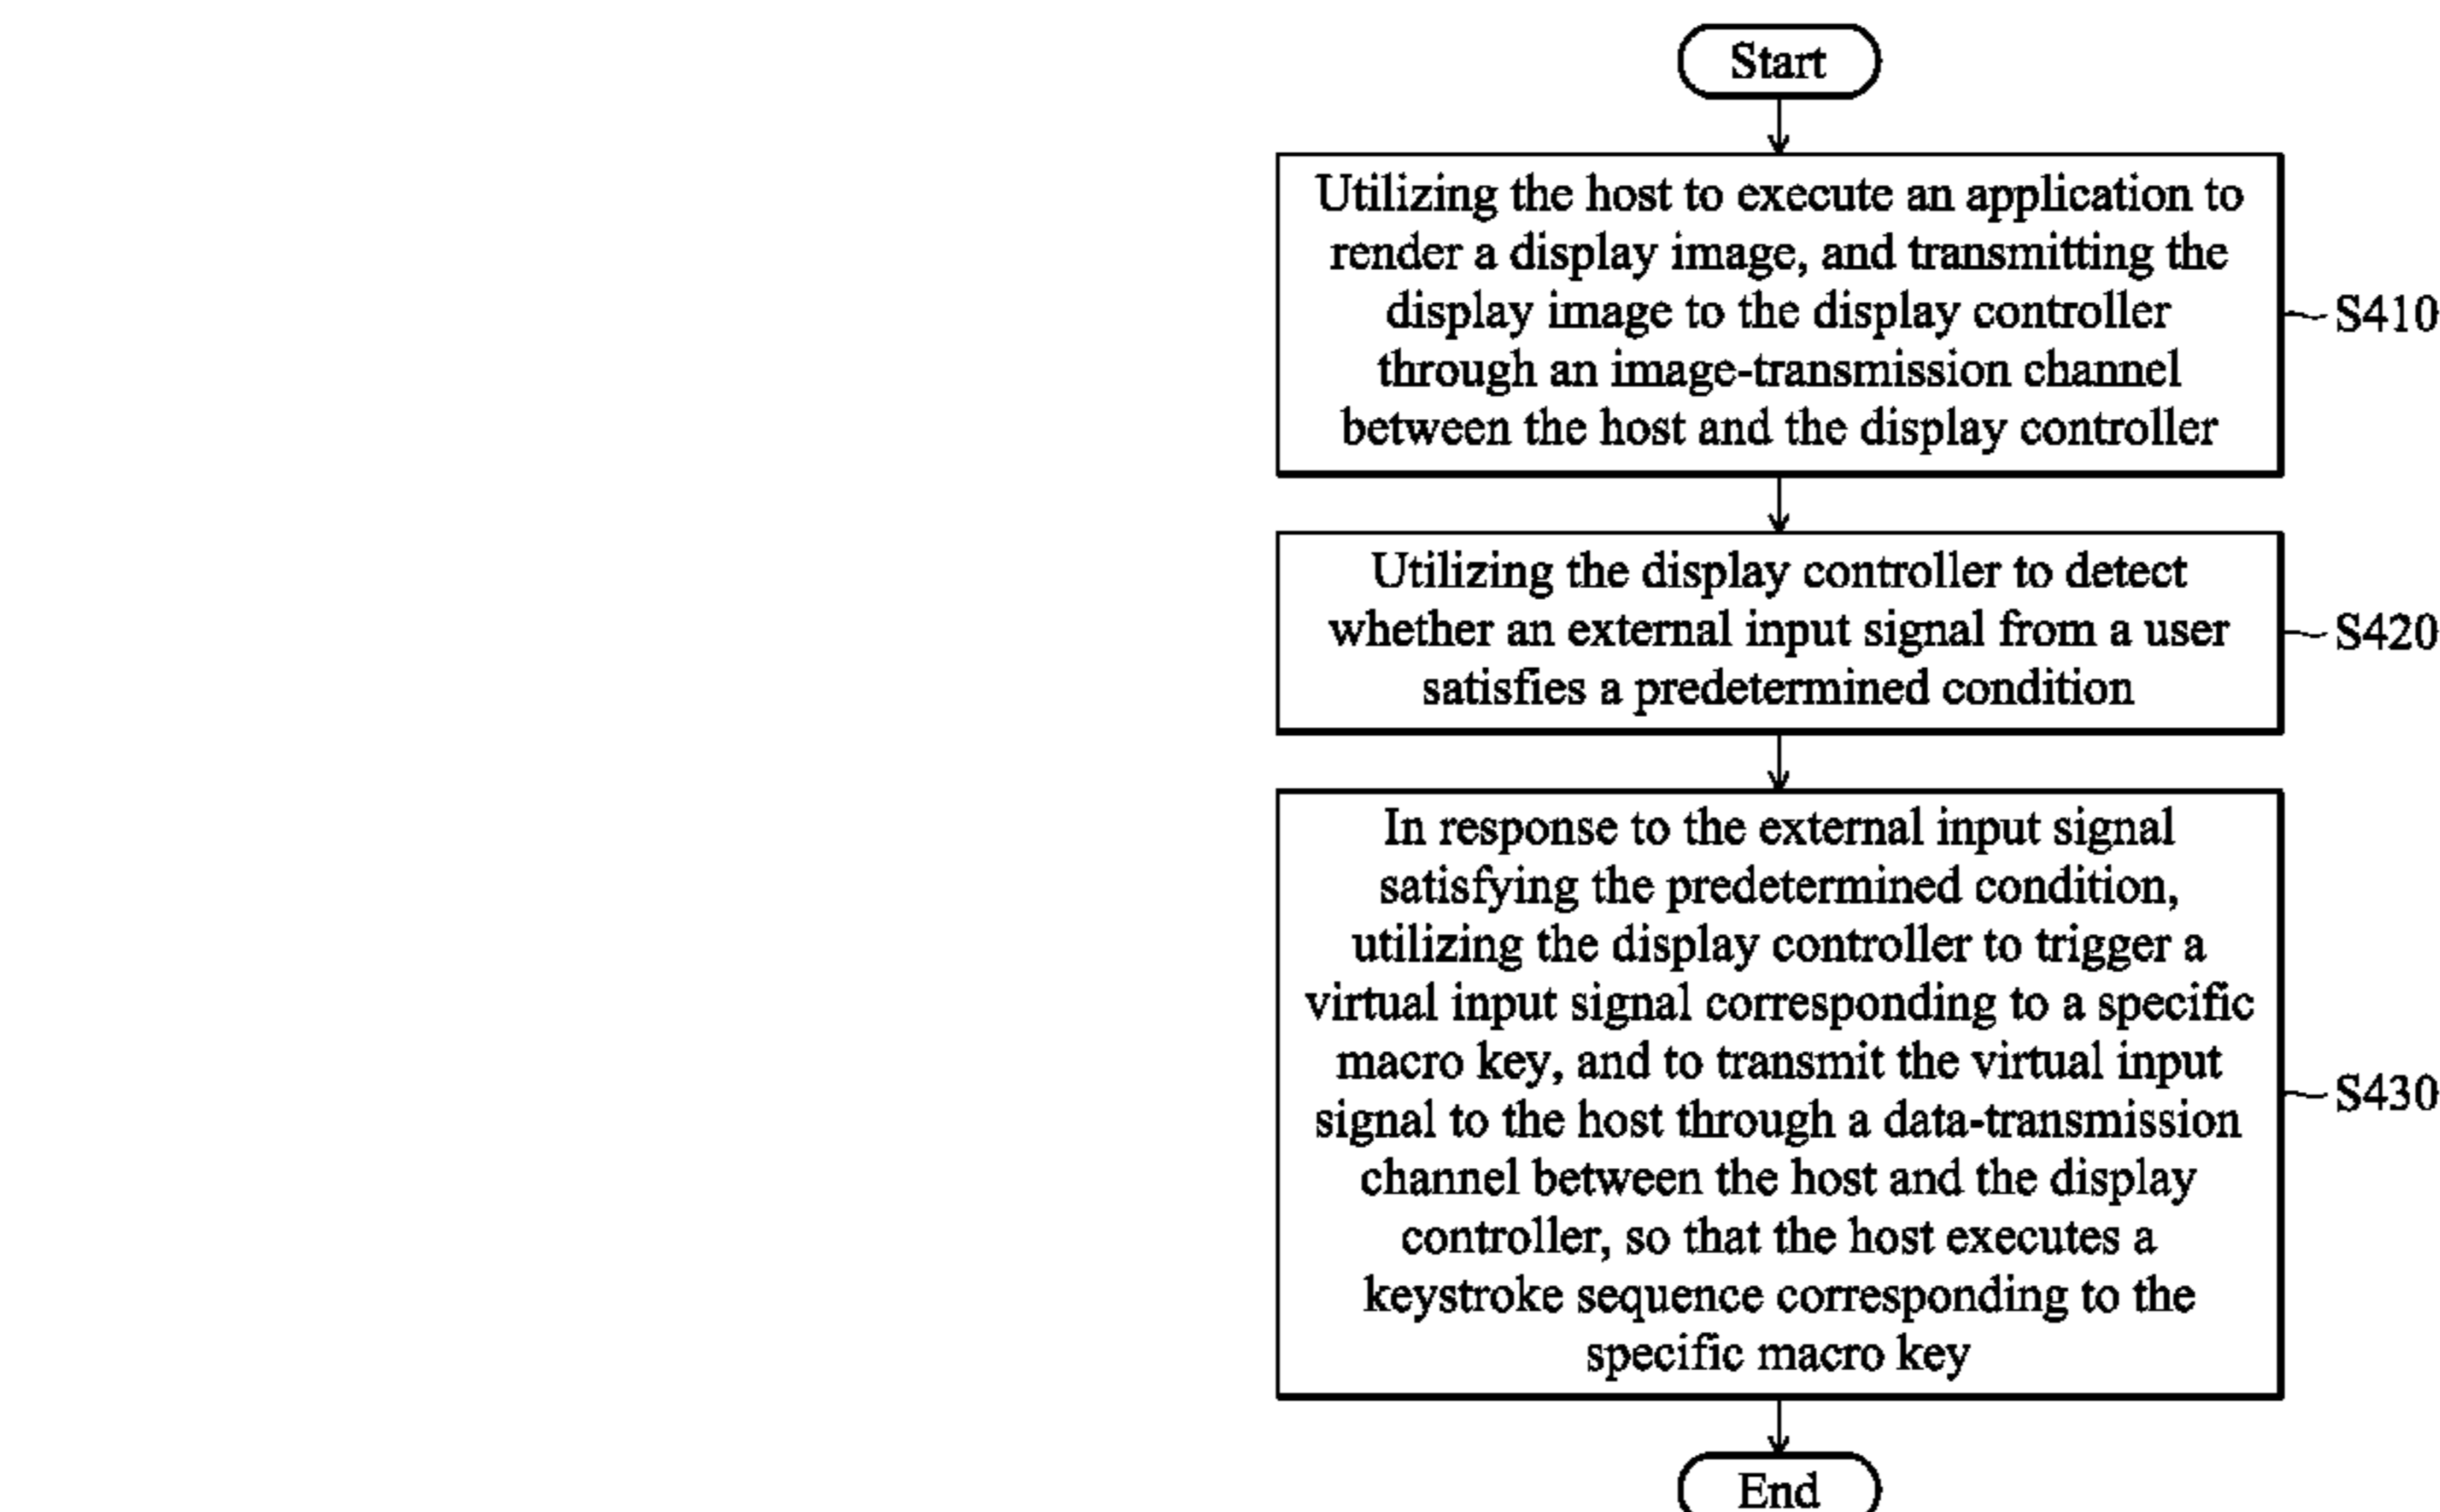 Start
Utilizing the host to execute an application to
render a display image, and transmitting the
display image to the display controller
through an image-transmission channel
between the host and the display controller
S410
Utilizing the display controller to detect
whether an external input signal from a user
satisfies a predetermined condition
S420
In response to the external input signal
satisfying the predetermined condition,
utilizing the display controller to trigger a
virtual input signal corresponding to a specific
macro key, and to transmit the virtual input
signal to the host through a data-transmission
channel between the host and the display
controller, so that the host executes a
keystroke sequence corresponding to the
specific macro key
S430
End